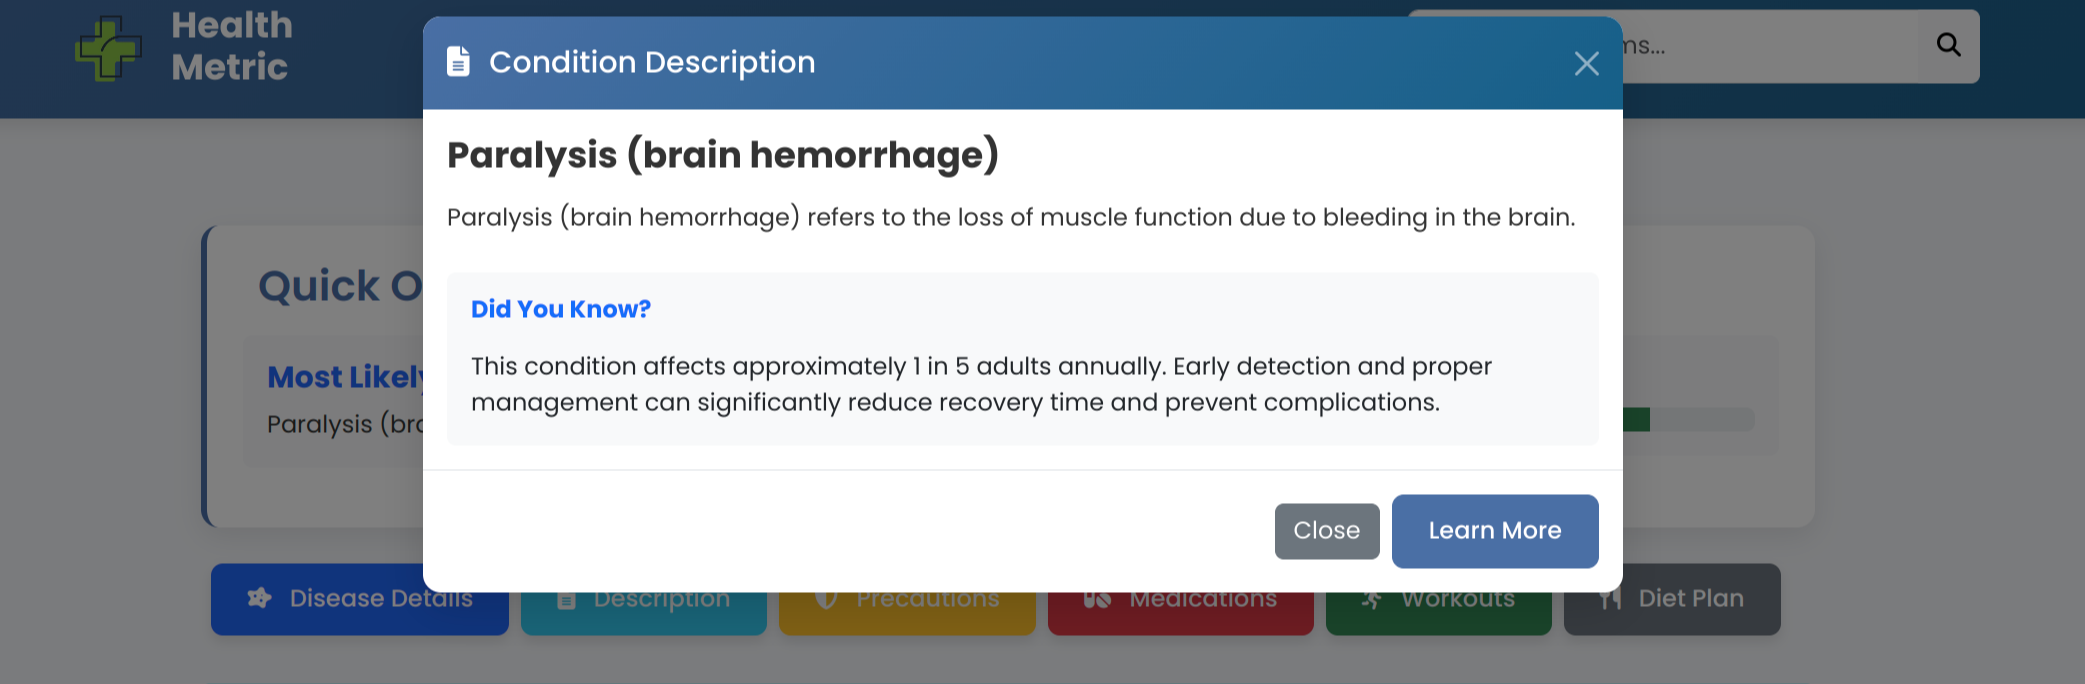 Health
Metric
Condition Description
ms...
Paralysis (brain hemorrhage)
Paralysis (brain hemorrhage) refers to the loss of muscle function due to bleeding in the brain.
Did You Know?
This condition affects approximately 1 in 5 adults annually. Early detection and proper
management can significantly reduce recovery time and prevent complications.
Quick O
Most Likely
Paralysis (bra
Close
Learn More
Disease Details
Description
Precautions
Medications
Workouts
Diet Plan